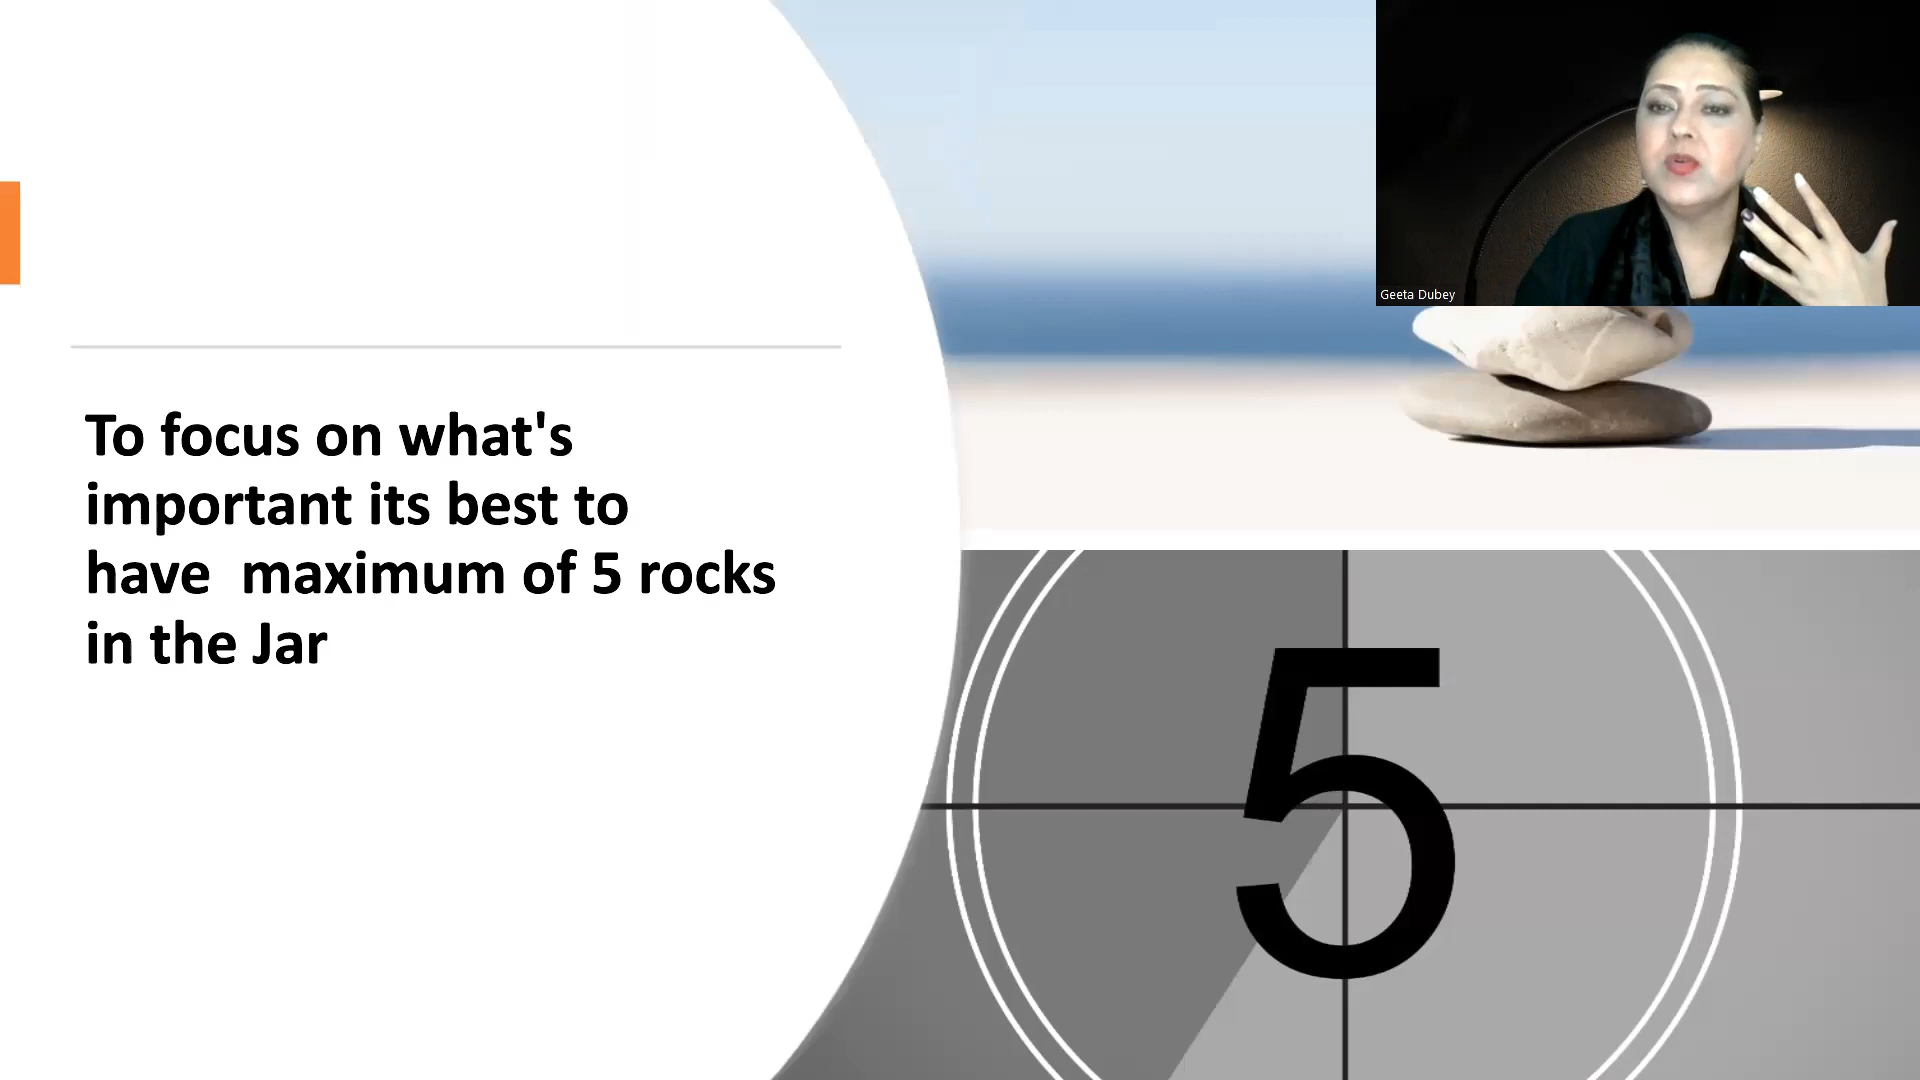 Geeta Dubey
To focus on what's
important its best to
have  maximum of 5 rocks
in the Jar
5